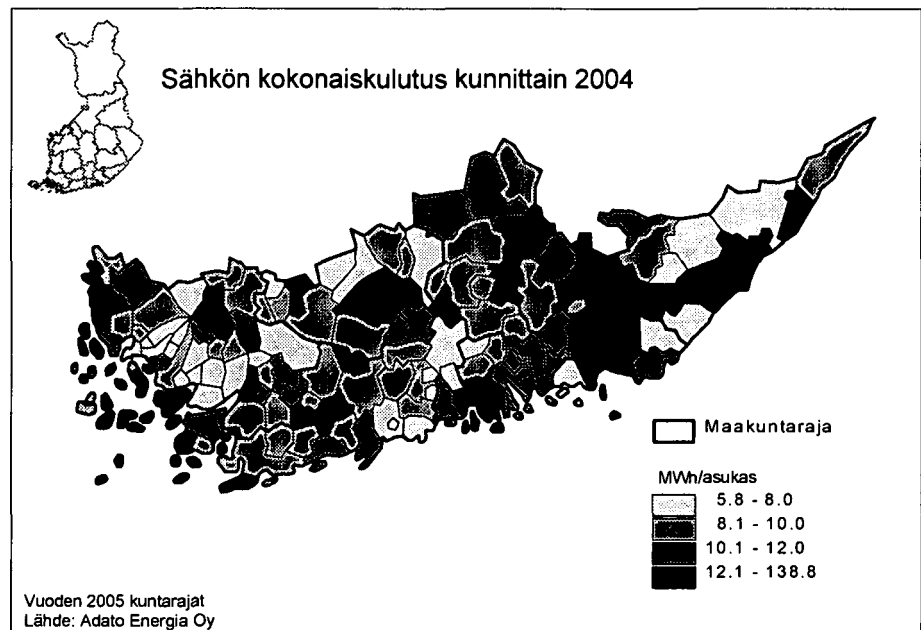 Sähkön kokonaiskulutus kunnittain 2004
Maakuntaraja
MWh/asukas
5.8 - 8.0
8.1 - 10.0
10.1 - 12.0
12.1 - 138.8
Vuoden 2005 kuntarajat
Lähde: Adato Energia Oy